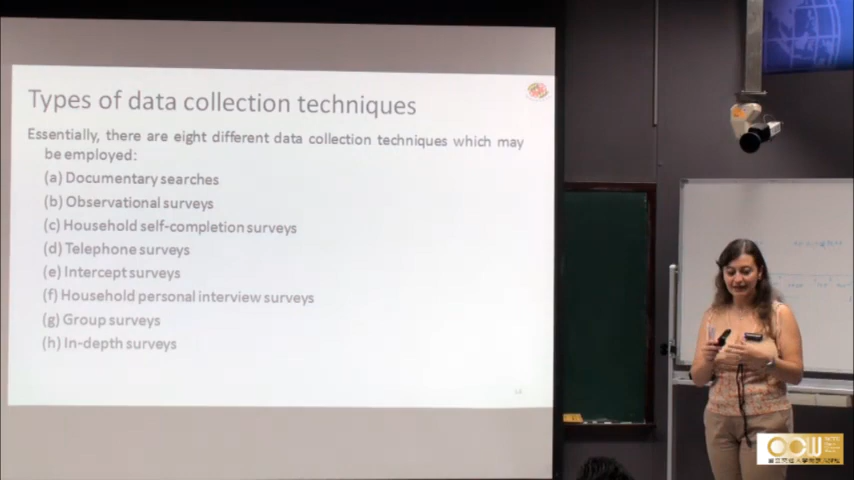 Types of data collection techniques
Essentially, there are eight different data collection techniques which may
be employed:
(a) Documentary searches
(b) Observational surveys
(c) Household self-completion surveys
(d) Telephone surveys
(e) Intercept surveys
(f) Household personal interview surveys
(g) Group surveys
(h) In-depth surveys
OCW